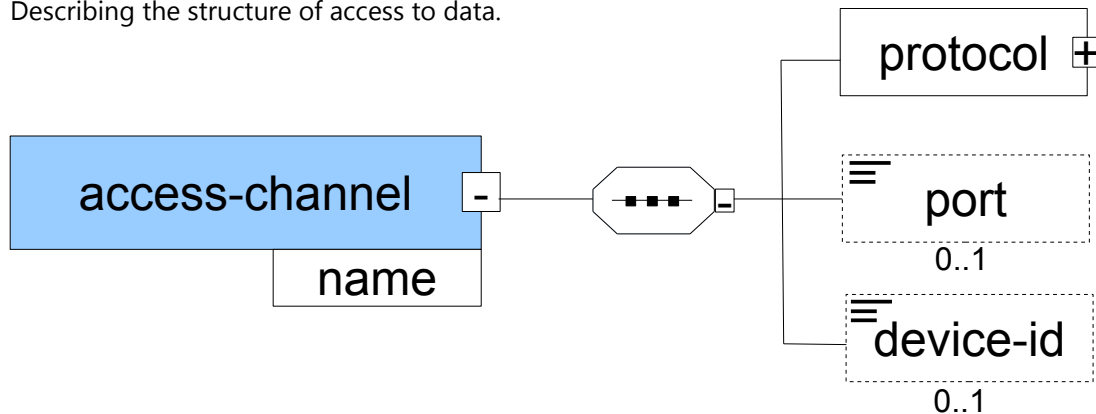 Describing the structure of access to data.
protocol +
access-channel -
-
name
port
0..1
device-id
0..1